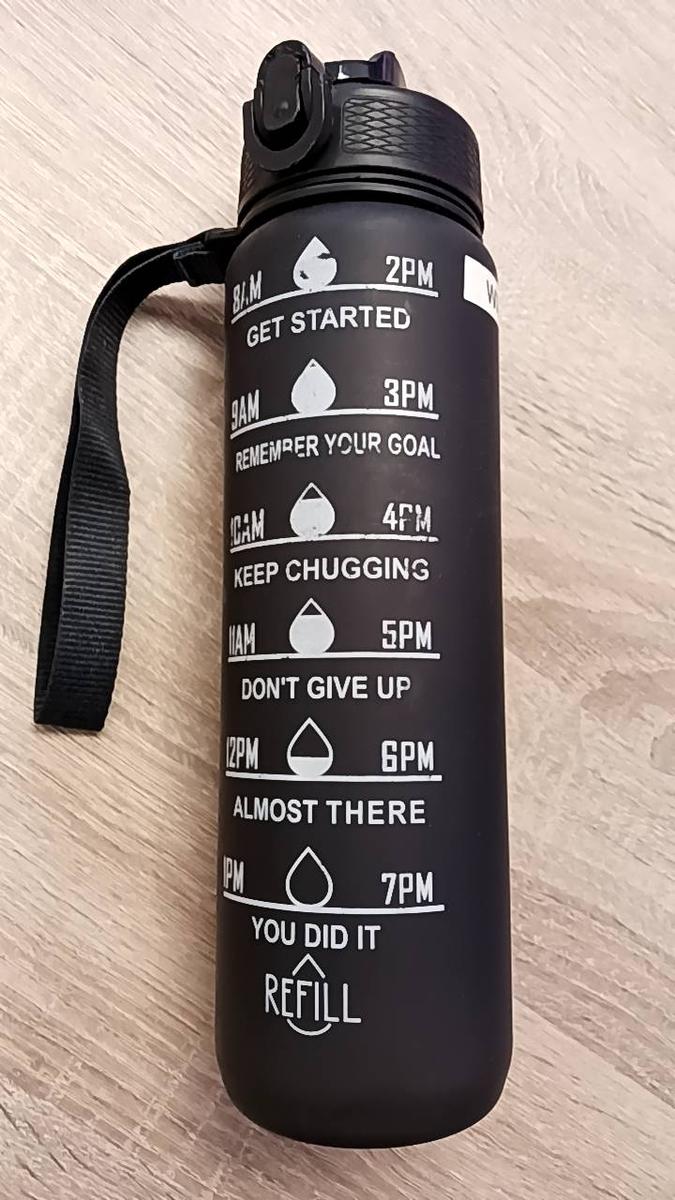 8AM 2PM
GET STARTED
9AM 3PM
REMEMBER YOUR GOAL
10AM 4PM
KEEP CHUGGING
11AM 5PM
DON'T GIVE UP
12PM 6PM
ALMOST THERE
1PM 7PM
YOU DID IT
REFILL